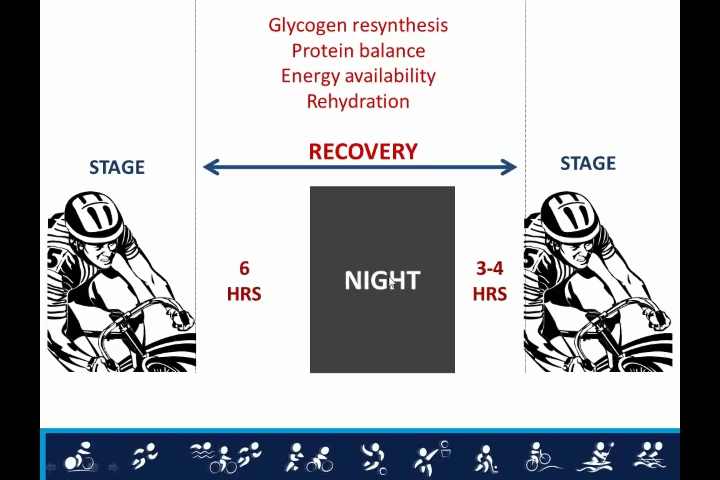 Glycogen resynthesis
Protein balance
Energy availability
Rehydration
RECOVERY
STAGE
STAGE
6
HRS
NIGHT
3-4
HRS